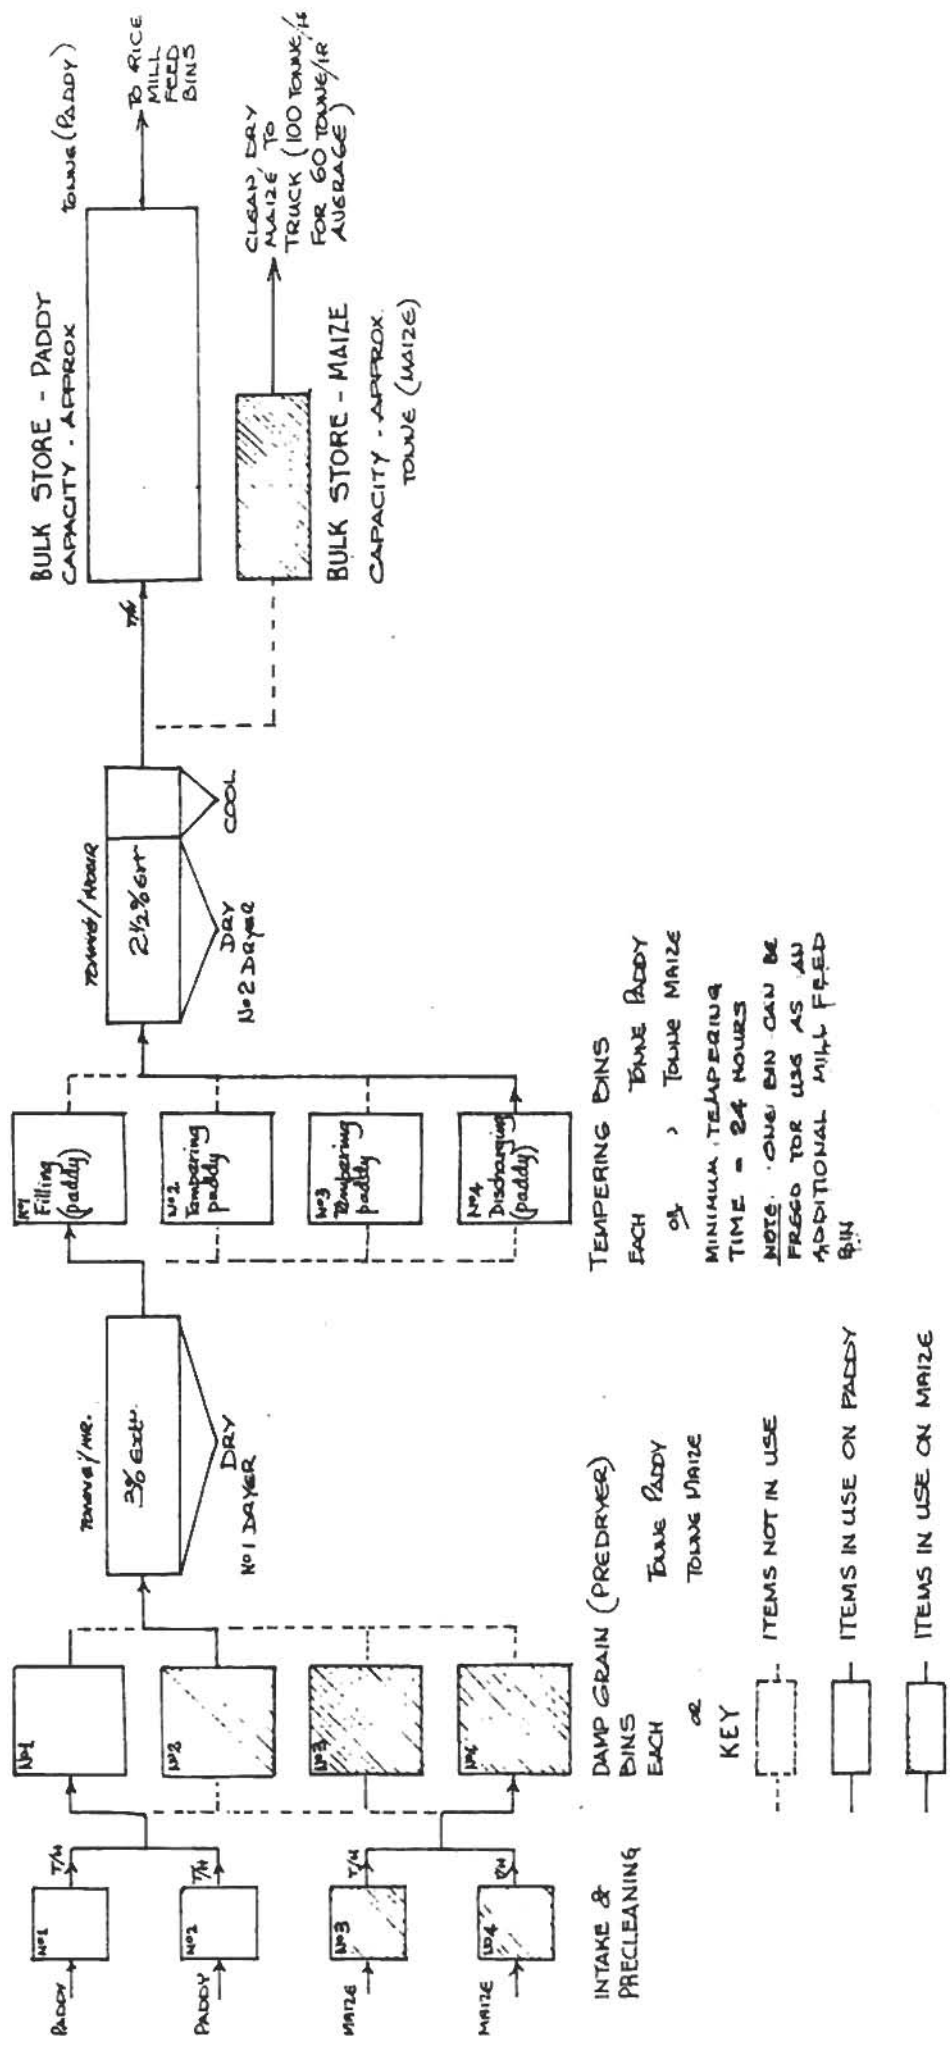 PADDY
No1
T/H
PADDY
No2
T/H
MAIZE
No3
T/H
MAIZE
No4
T/H
INTAKE &
PRECLEANING
No1
No2
No3
DAMP GRAIN (PREDRYER)
BINS
EACH TONNE PADDY
OR TONNE MAIZE
TONNE/HR.
3% Extn.
DRY
No1 DRYER
No1
Filling
(paddy)
No2
Tempering
paddy
No3
Tempering
paddy
No4
Discharging
(paddy)
TEMPERING BINS
EACH TONNE PADDY
OR , TONNE MAIZE
MINIMUM TEMPERING
TIME = 24 HOURS
NOTE: ONE BIN CAN BE
FREED FOR USE AS AN
ADDITIONAL MILL FEED
BIN
TONNE/HOUR
2½%
DRY
No2 DRYER
COOL
BULK STORE - PADDY
CAPACITY - APPROX TONNE (PADDY)
TO RICE
MILL
FEED
BINS
BULK STORE - MAIZE
CAPACITY - APPROX.
TONNE (MAIZE)
CLEAN, DRY
MAIZE TO
TRUCK (100 TONNE/HR
FOR 60 TONNE/HR
AVERAGE)
KEY
ITEMS NOT IN USE
ITEMS IN USE ON PADDY
ITEMS IN USE ON MAIZE